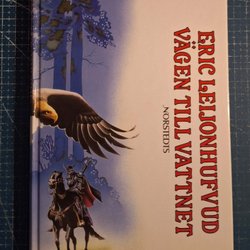 ERIC LEIJONHUFVUD
VÄGEN TILL VATTNET
NORSTEDTS